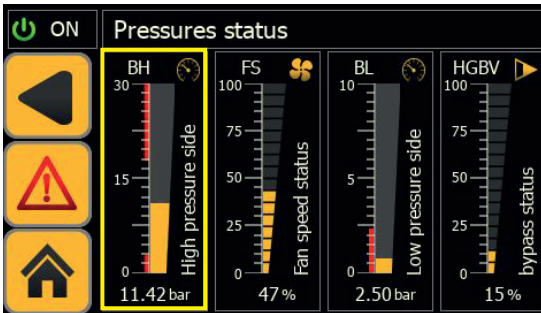 ON
Pressures status
BH
30
15
0
High pressure side
11.42 bar
FS
100
75
50
25
0
Fan speed status
47 %
BL
10
5
0
Low pressure side
2.50 bar
HGBV
100
75
50
25
0
bypass status
15 %